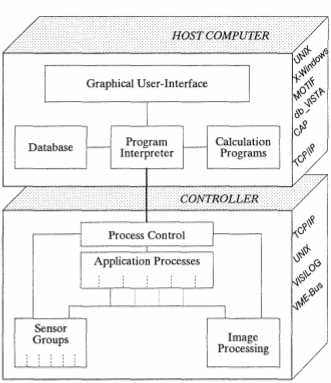 HOST COMPUTER
UNIX
X-Windows
MOTIF
db_VISTA
CAP
TCP/IP
Graphical User-Interface
Database
Program
Interpreter
Calculation
Programs
CONTROLLER
TCP/IP
UNIX
VISILOG
VME-Bus
Process Control
Application Processes
Sensor
Groups
Image
Processing